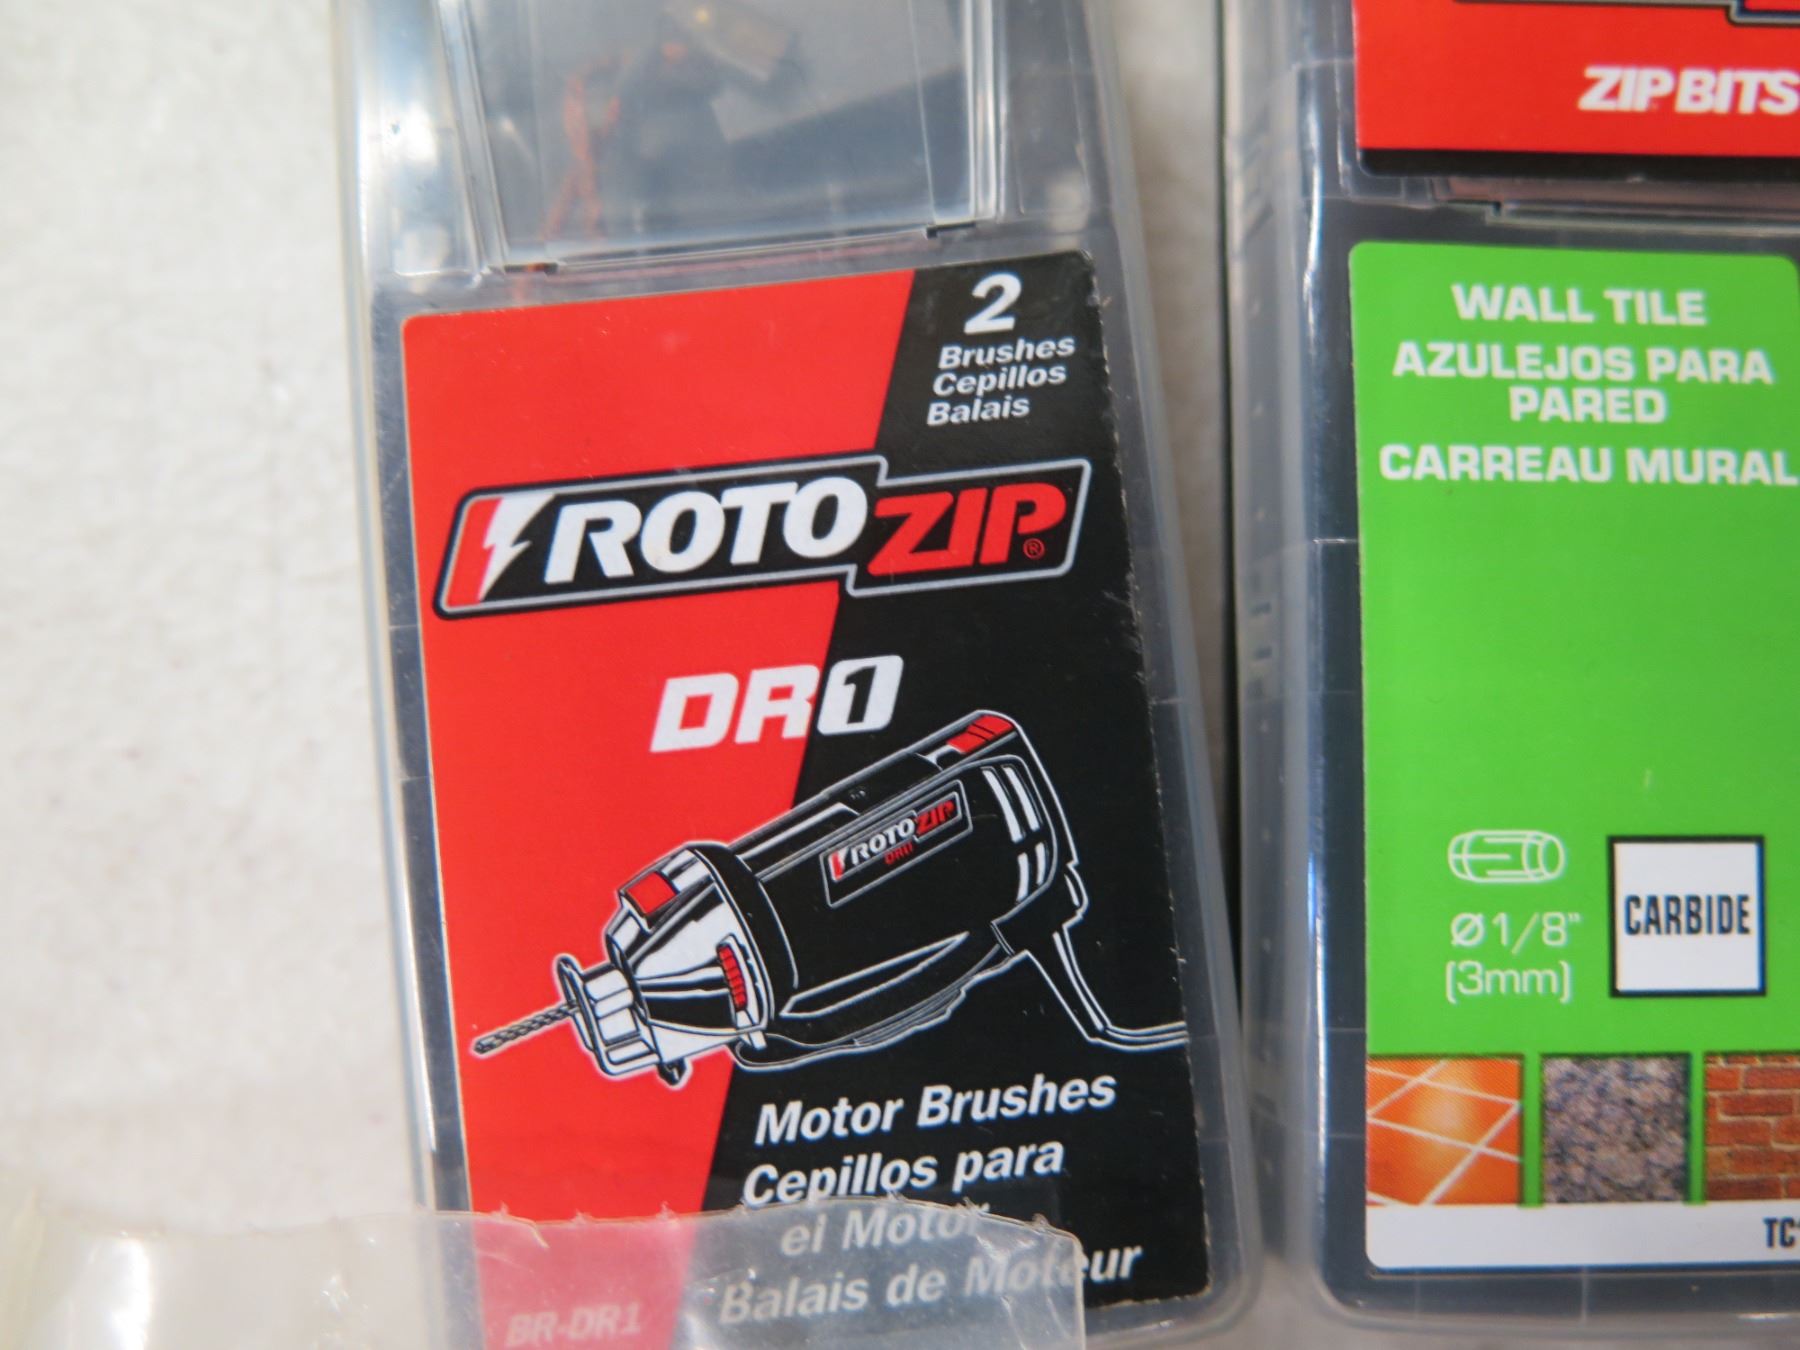 2
Brushes
Cepillos
Balais
ROTOZIP®
DR1
ROTOZIP
DR1
Motor Brushes
Cepillos para
el Motor
Balais de Moteur
BR-DR1
ZIP BITS
WALL TILE
AZULEJOS PARA
PARED
CARREAU MURAL
Ø1/8"
(3mm)
CARBIDE